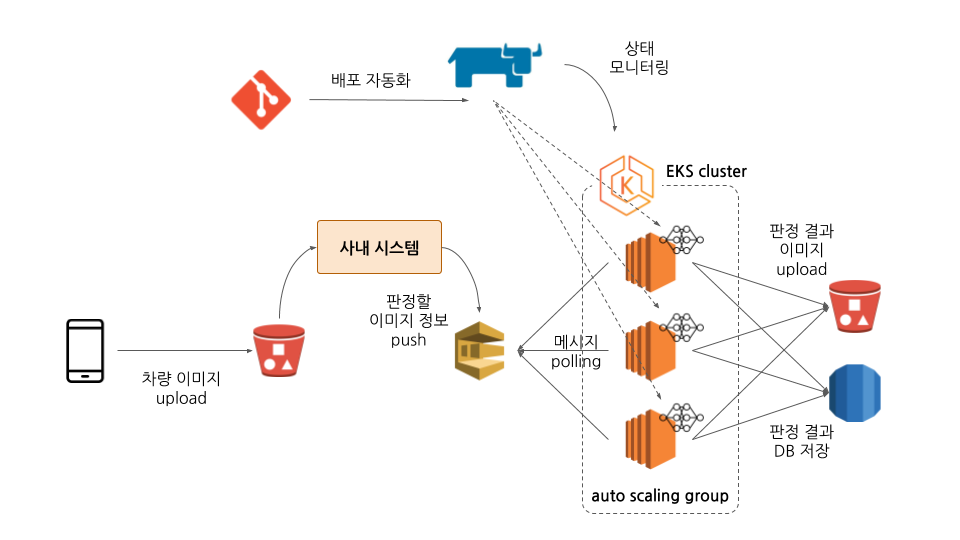 상태
모니터링
배포 자동화
K
EKS cluster
사내 시스템
판정 결과
이미지
upload
판정할
이미지 정보
push
메시지
polling
차량 이미지
upload
판정 결과
DB 저장
auto scaling group